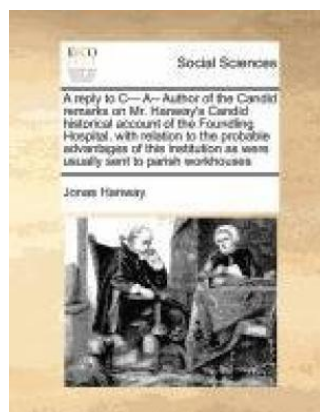 ECCO
Social Sciences
A reply to C--- A-- Author of the Candid
remarks on Mr. Hanway's Candid
historical account of the Foundling
Hospital, with relation to the probable
advantages of this institution as were
usually sent to parish workhouses
Jonas Hanway.